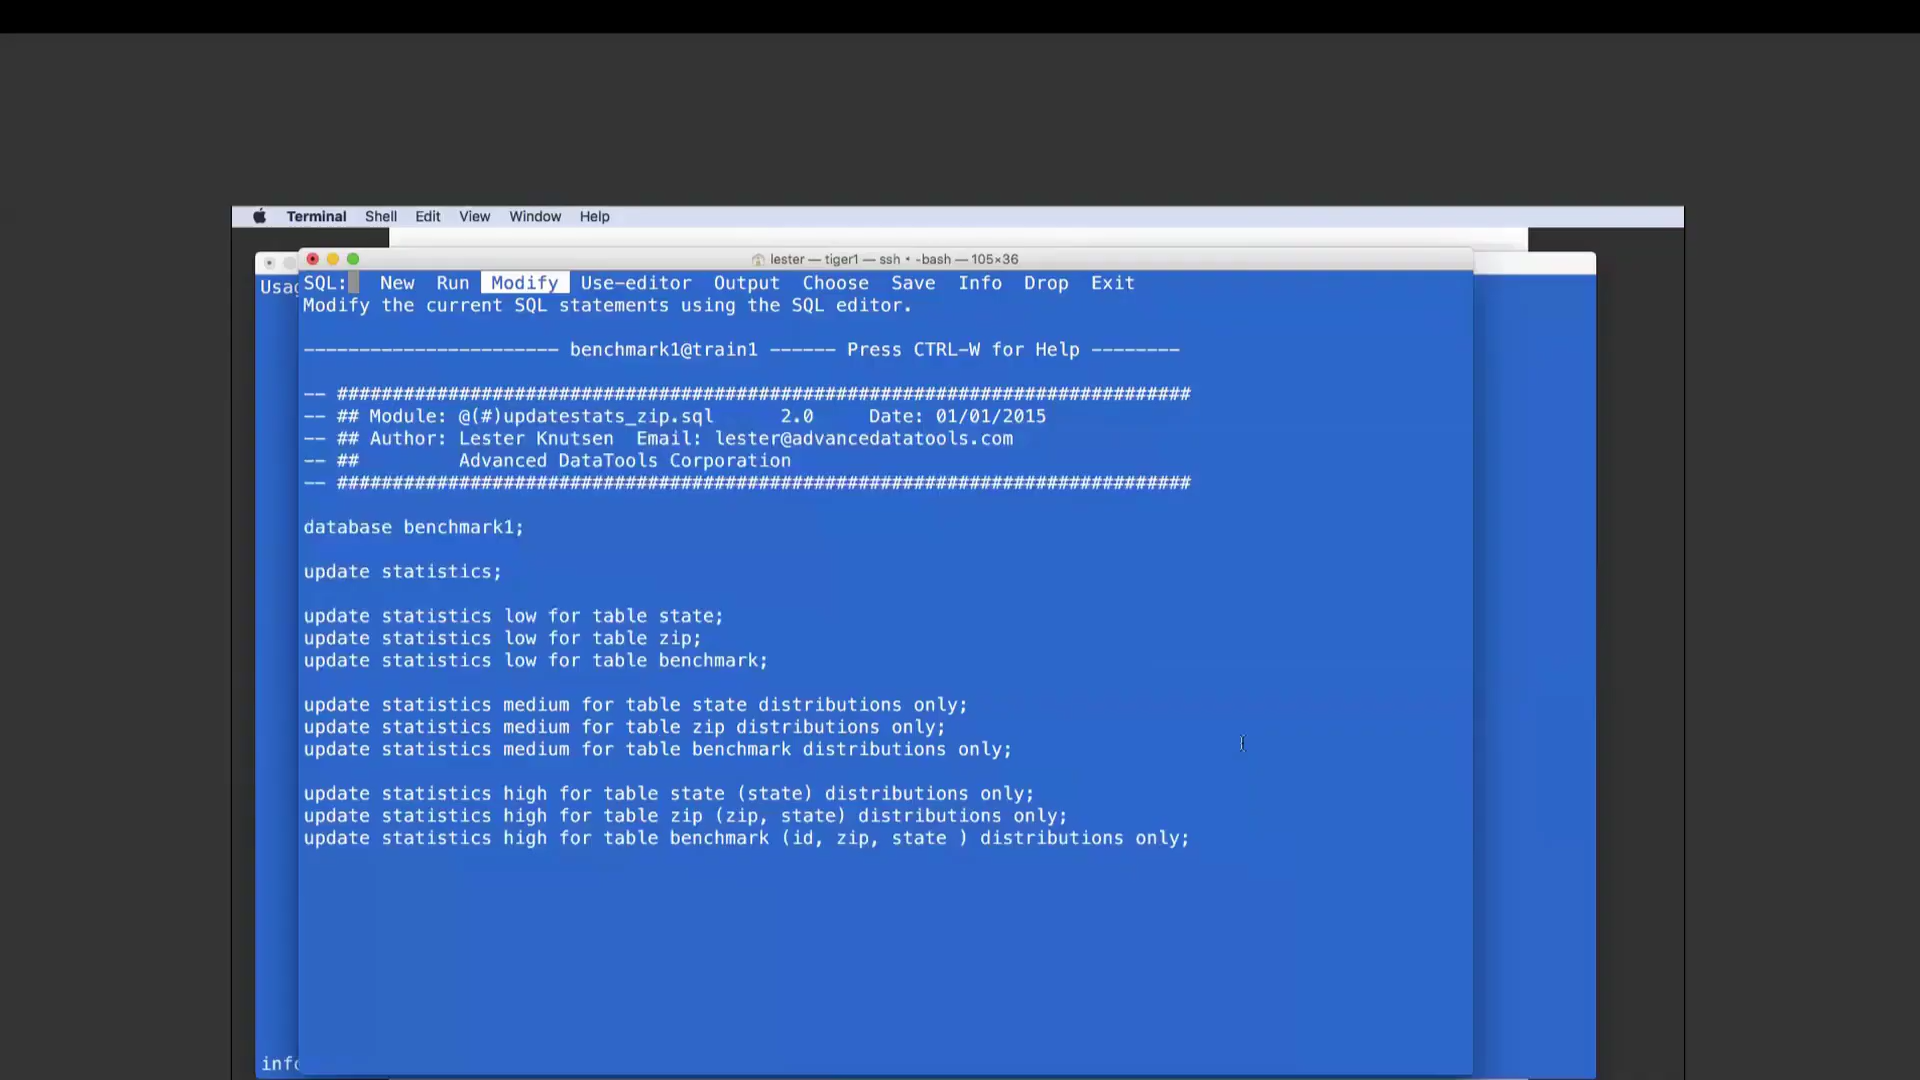 Terminal Shell Edit View Window Help
lester — tiger1 — ssh • -bash — 105×36
SQL: New Run Modify Use-editor Output Choose Save Info Drop Exit
Modify the current SQL statements using the SQL editor.
----------------------- benchmark1@train1 ------ Press CTRL-W for Help --------
-- #############################################################################
-- ## Module: @(#)updatestats_zip.sql 2.0 Date: 01/01/2015
-- ## Author: Lester Knutsen Email: lester@advancedatatools.com
-- ## Advanced DataTools Corporation
-- #############################################################################
database benchmark1;
update statistics;
update statistics low for table state;
update statistics low for table zip;
update statistics low for table benchmark;
update statistics medium for table state distributions only;
update statistics medium for table zip distributions only;
update statistics medium for table benchmark distributions only;
update statistics high for table state (state) distributions only;
update statistics high for table zip (zip, state) distributions only;
update statistics high for table benchmark (id, zip, state ) distributions only;